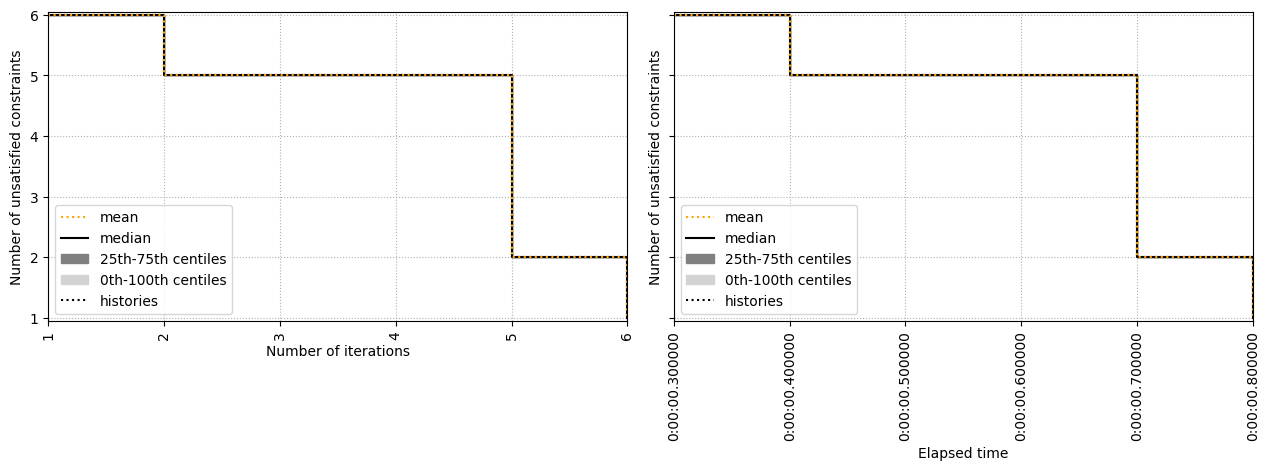 6
5
4
3
2
1
Number of unsatisfied constraints
mean
median
25th-75th centiles
0th-100th centiles
histories
1
2
3
4
5
6
Number of iterations
Number of unsatisfied constraints
mean
median
25th-75th centiles
0th-100th centiles
histories
0:00:00.300000
0:00:00.400000
0:00:00.500000
0:00:00.600000
0:00:00.700000
0:00:00.800000
Elapsed time